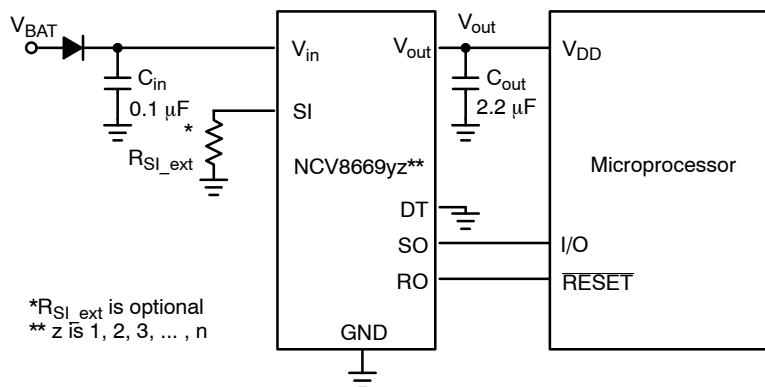 V_BAT
V_in
V_out
V_out
V_DD
C_in
0.1 μF
C_out
2.2 μF
SI
*
R_SI_ext
NCV8669yz**
Microprocessor
DT
SO
I/O
RO
RESET
*R_SI_ext is optional
** z is 1, 2, 3, ... , n
GND